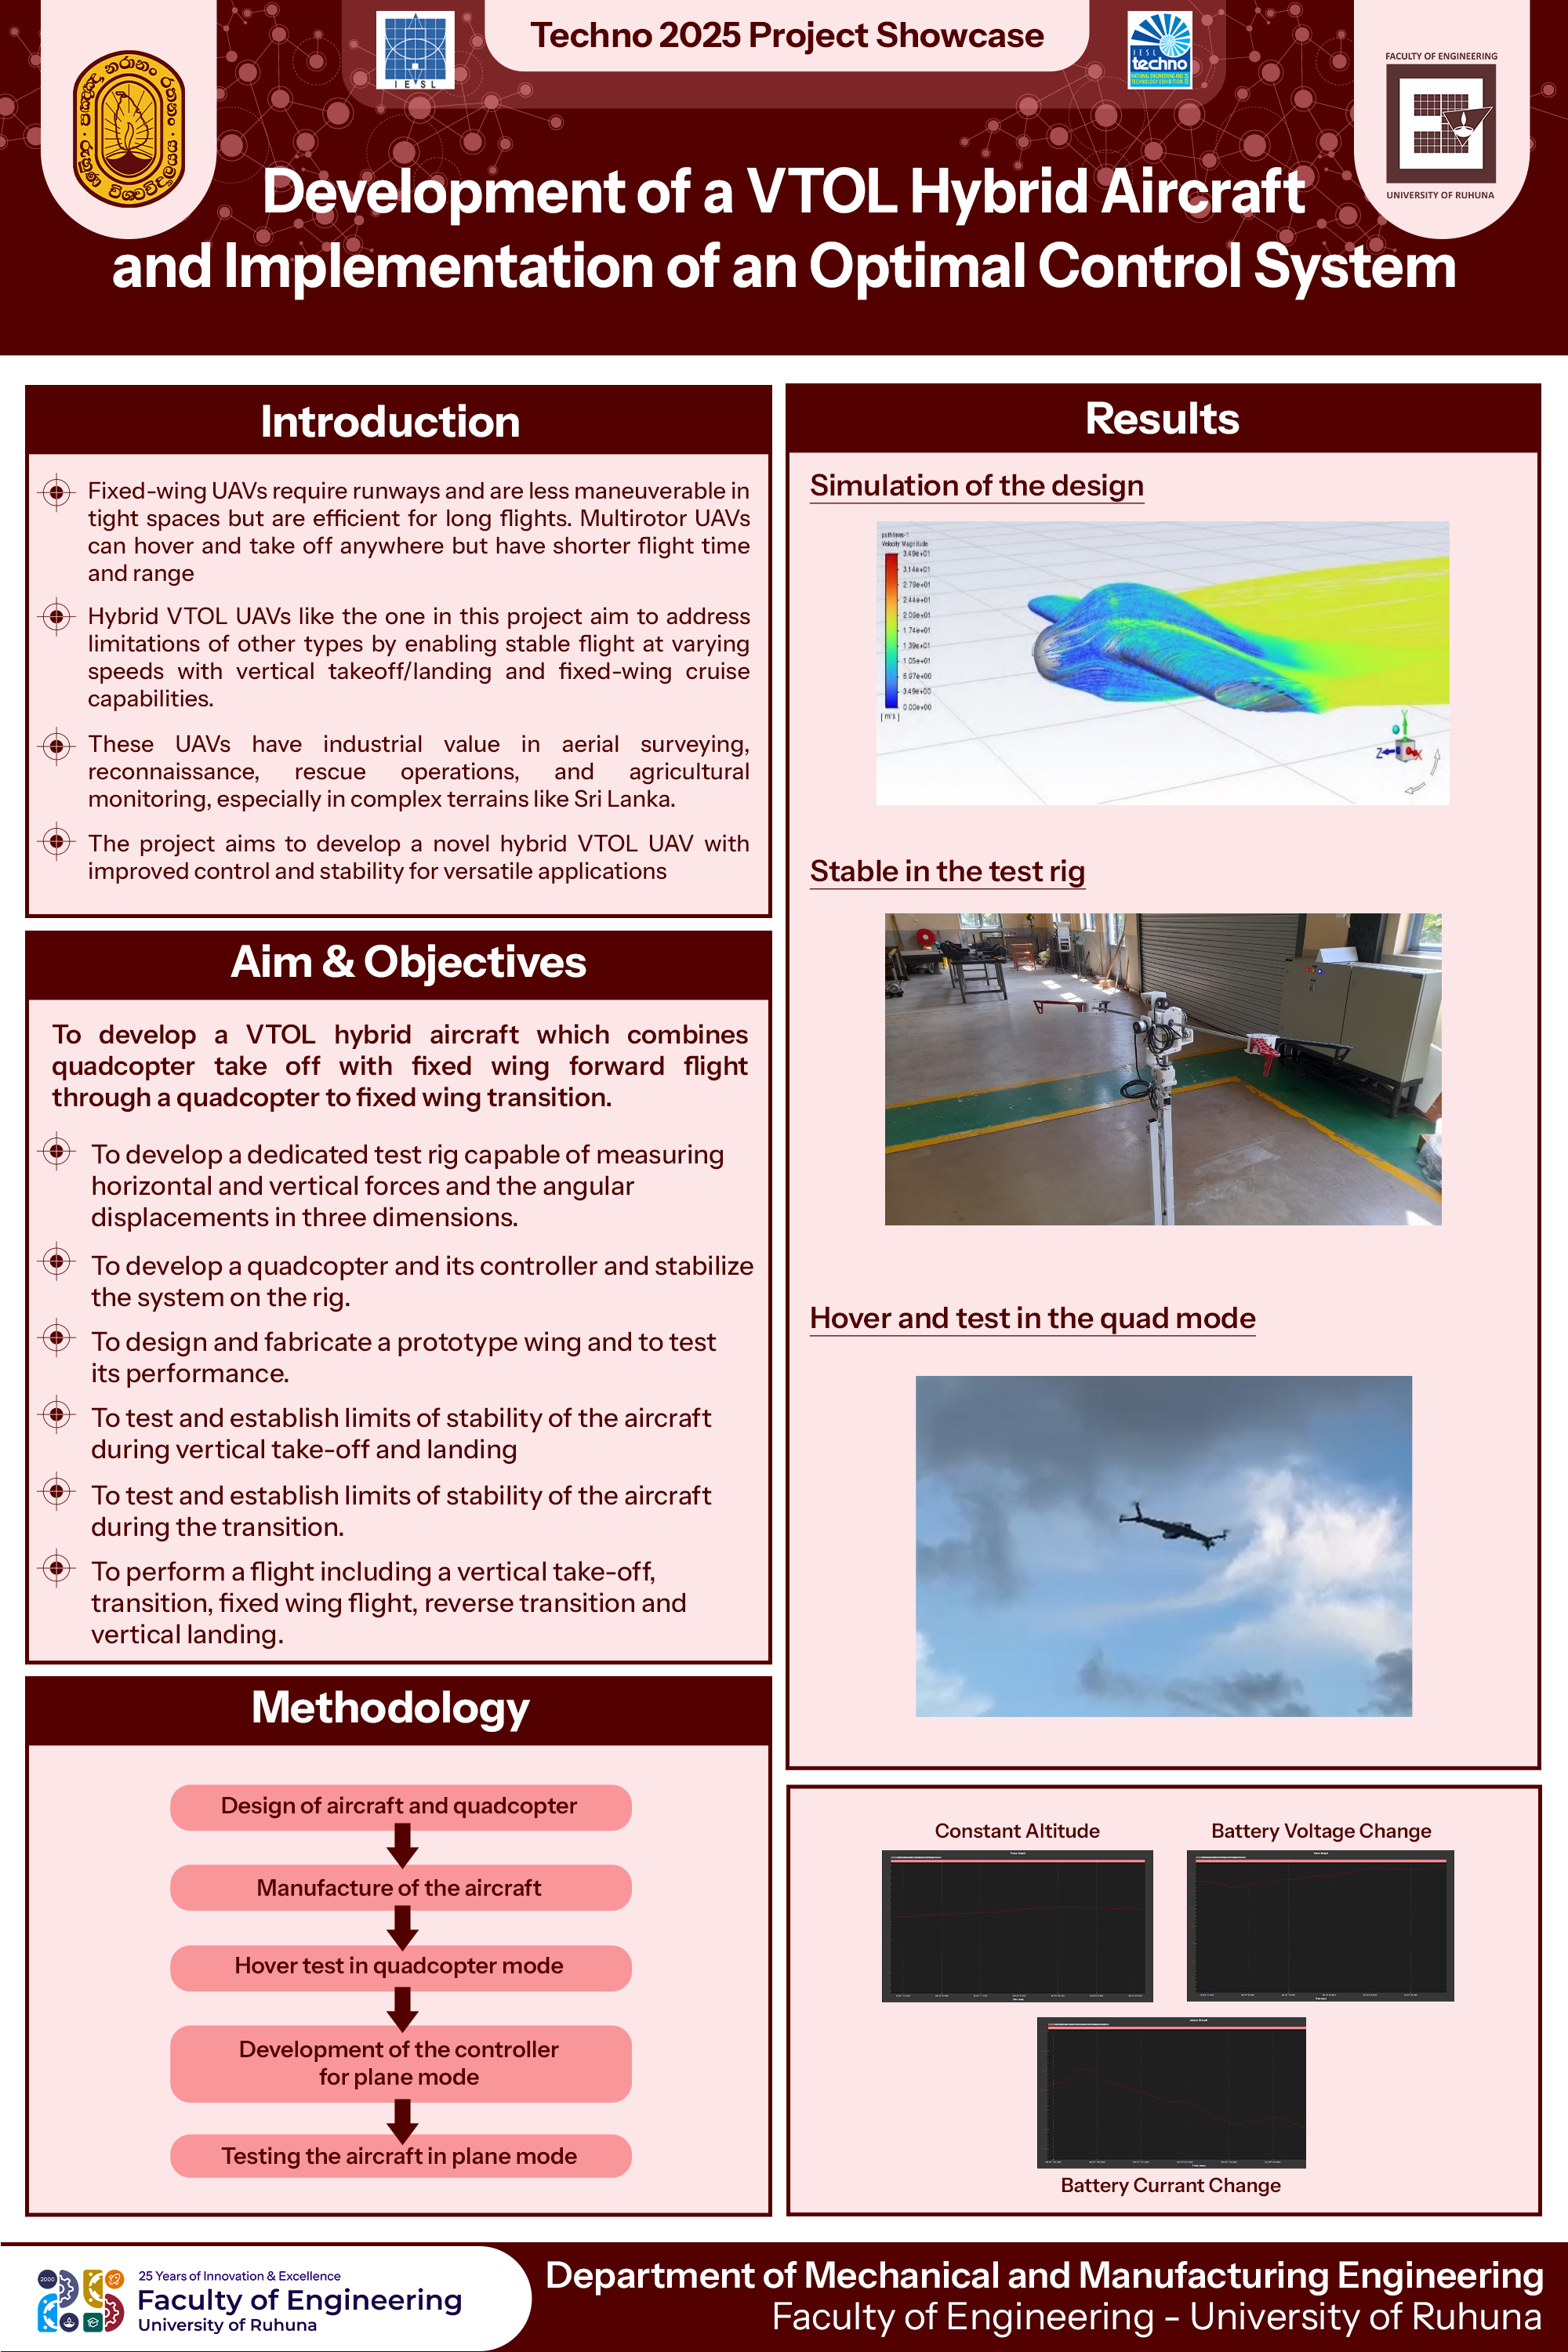 Techno 2025 Project Showcase
IESL
IESL
techno
NATIONAL ENGINEERING AND
TECHNOLOGY EXHIBITION
FACULTY OF ENGINEERING
UNIVERSITY OF RUHUNA
Development of a VTOL Hybrid Aircraft
and Implementation of an Optimal Control System
Introduction
Fixed-wing UAVs require runways and are less maneuverable in
tight spaces but are efficient for long flights. Multirotor UAVs
can hover and take off anywhere but have shorter flight time
and range
Hybrid VTOL UAVs like the one in this project aim to address
limitations of other types by enabling stable flight at varying
speeds with vertical takeoff/landing and fixed-wing cruise
capabilities.
These UAVs have industrial value in aerial surveying,
reconnaissance, rescue operations, and agricultural
monitoring, especially in complex terrains like Sri Lanka.
The project aims to develop a novel hybrid VTOL UAV with
improved control and stability for versatile applications
Aim & Objectives
To develop a VTOL hybrid aircraft which combines
quadcopter take off with fixed wing forward flight
through a quadcopter to fixed wing transition.
To develop a dedicated test rig capable of measuring
horizontal and vertical forces and the angular
displacements in three dimensions.
To develop a quadcopter and its controller and stabilize
the system on the rig.
To design and fabricate a prototype wing and to test
its performance.
To test and establish limits of stability of the aircraft
during vertical take-off and landing
To test and establish limits of stability of the aircraft
during the transition.
To perform a flight including a vertical take-off,
transition, fixed wing flight, reverse transition and
vertical landing.
Methodology
Design of aircraft and quadcopter
Manufacture of the aircraft
Hover test in quadcopter mode
Development of the controller
for plane mode
Testing the aircraft in plane mode
Results
Simulation of the design
pathlines-1
Velocity Magnitude
3.49e+01
3.14e+01
2.79e+01
2.44e+01
2.09e+01
1.74e+01
1.39e+01
1.05e+01
6.97e+00
3.49e+00
0.00e+00
[ m/s ]
Y
Z
X
Stable in the test rig
Hover and test in the quad mode
Constant Altitude
Battery Voltage Change
Battery Currant Change
2000
25 Years of Innovation & Excellence
Faculty of Engineering
University of Ruhuna
Department of Mechanical and Manufacturing Engineering
Faculty of Engineering - University of Ruhuna